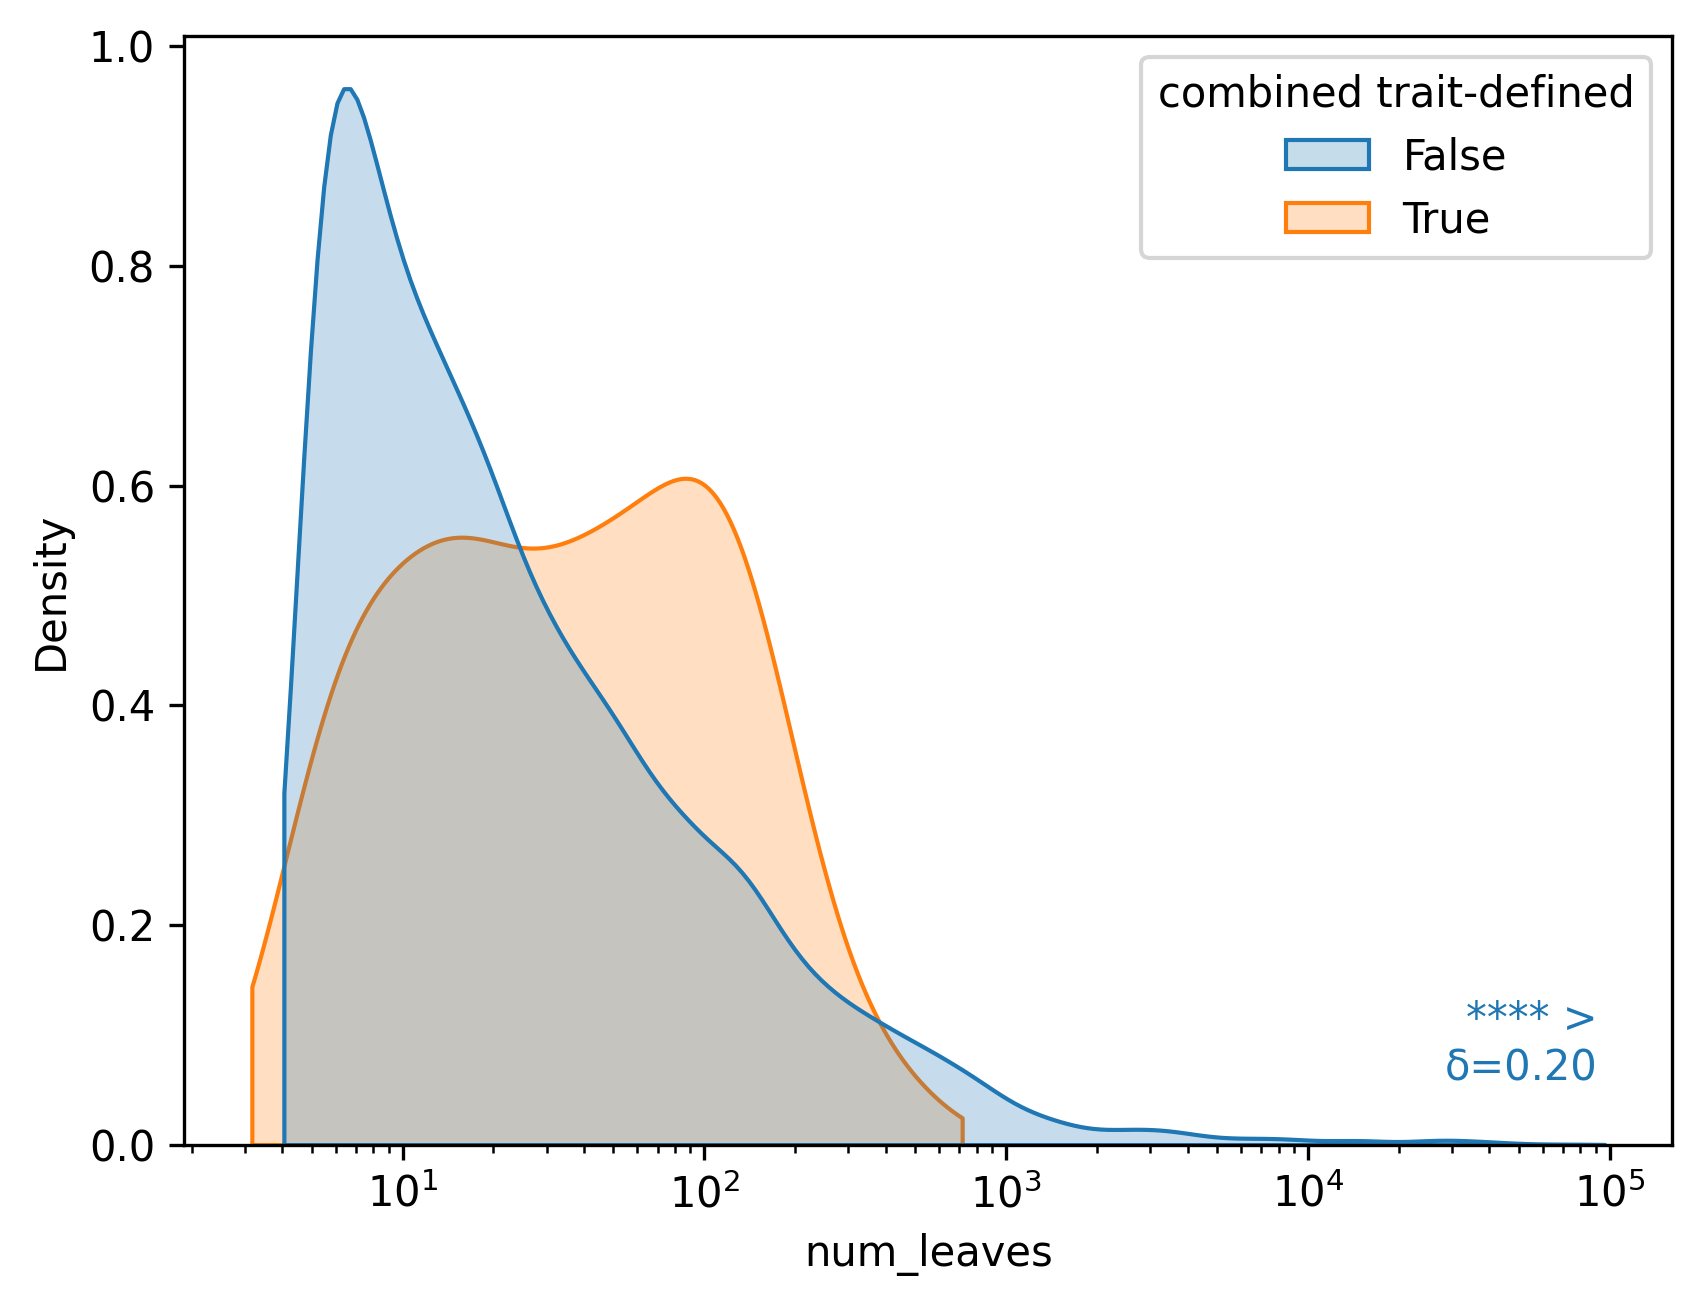 combined trait-defined
False
True
Density
1.0
0.8
0.6
0.4
0.2
0.0
**** >
δ=0.20
10¹ 10² 10³ 10⁴ 10⁵
num_leaves